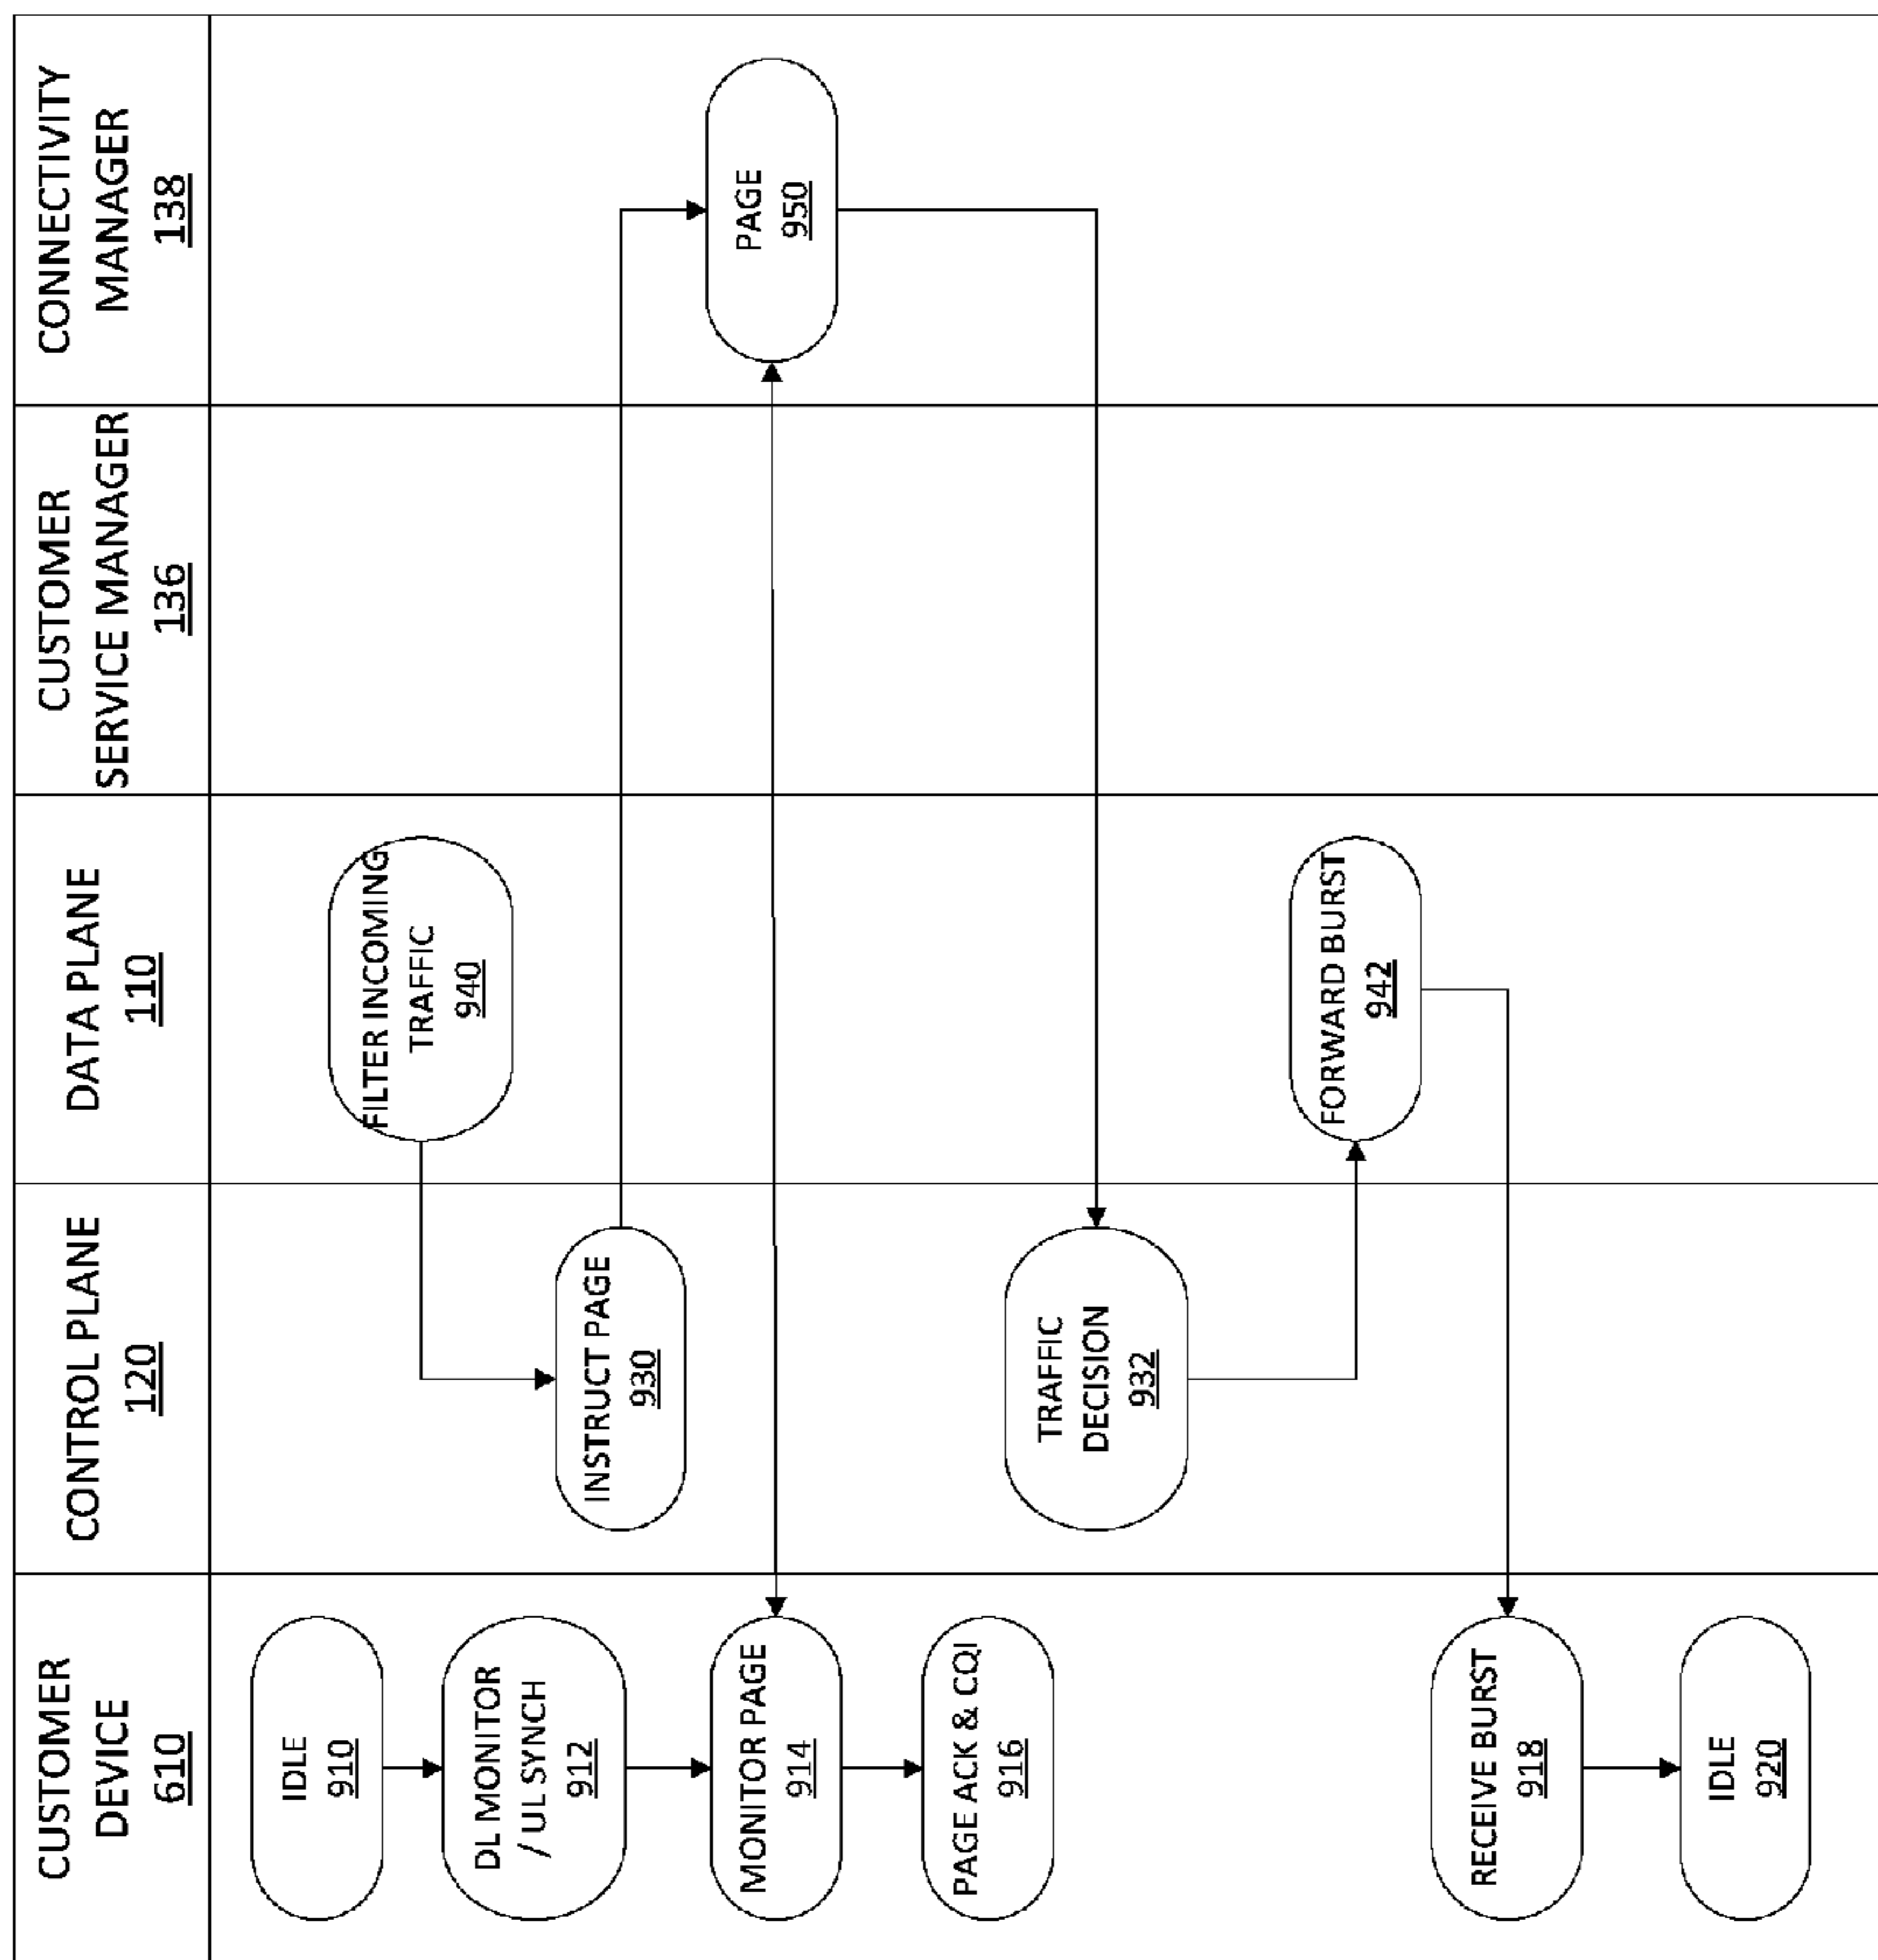 CUSTOMER
DEVICE
610
CONTROL PLANE
120
DATA PLANE
110
CUSTOMER
SERVICE MANAGER
136
CONNECTIVITY
MANAGER
138
IDLE
910
FILTER INCOMING
TRAFFIC
940
DL MONITOR
/ UL SYNCH
912
INSTRUCT PAGE
930
MONITOR PAGE
914
PAGE
950
PAGE ACK & CQI
916
TRAFFIC
DECISION
932
FORWARD BURST
942
RECEIVE BURST
918
IDLE
920